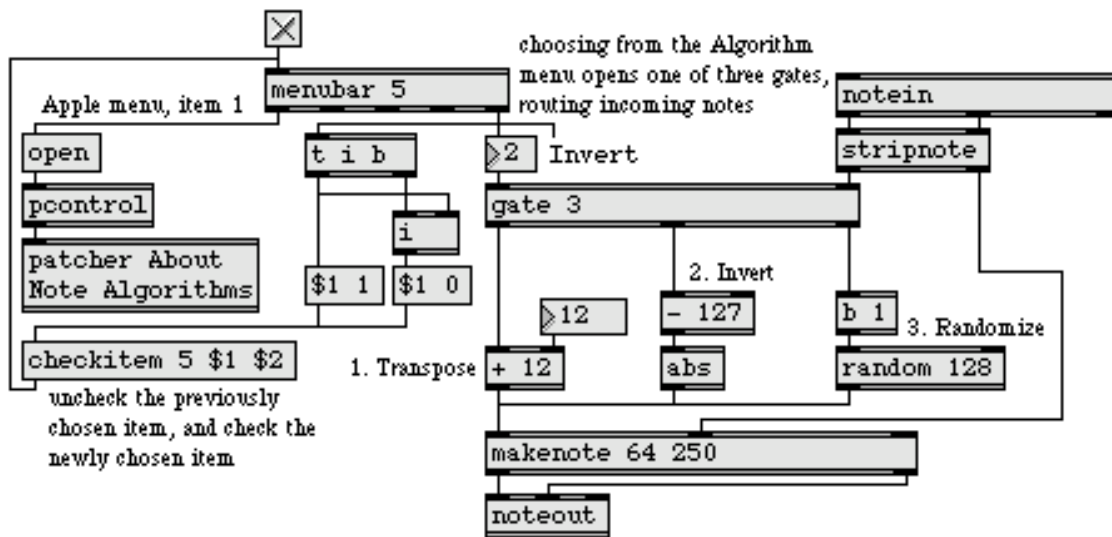 choosing from the Algorithm
menu opens one of three gates,
routing incoming notes
menubar 5
notein
Apple menu, item 1
open
t i b
2
Invert
stripnote
pcontrol
gate 3
i
patcher About
Note Algorithms
$1 1
$1 0
2. Invert
12
- 127
b 1
3. Randomize
checkitem 5 $1 $2
1. Transpose
+ 12
abs
random 128
uncheck the previously
chosen item, and check the
newly chosen item
makenote 64 250
noteout